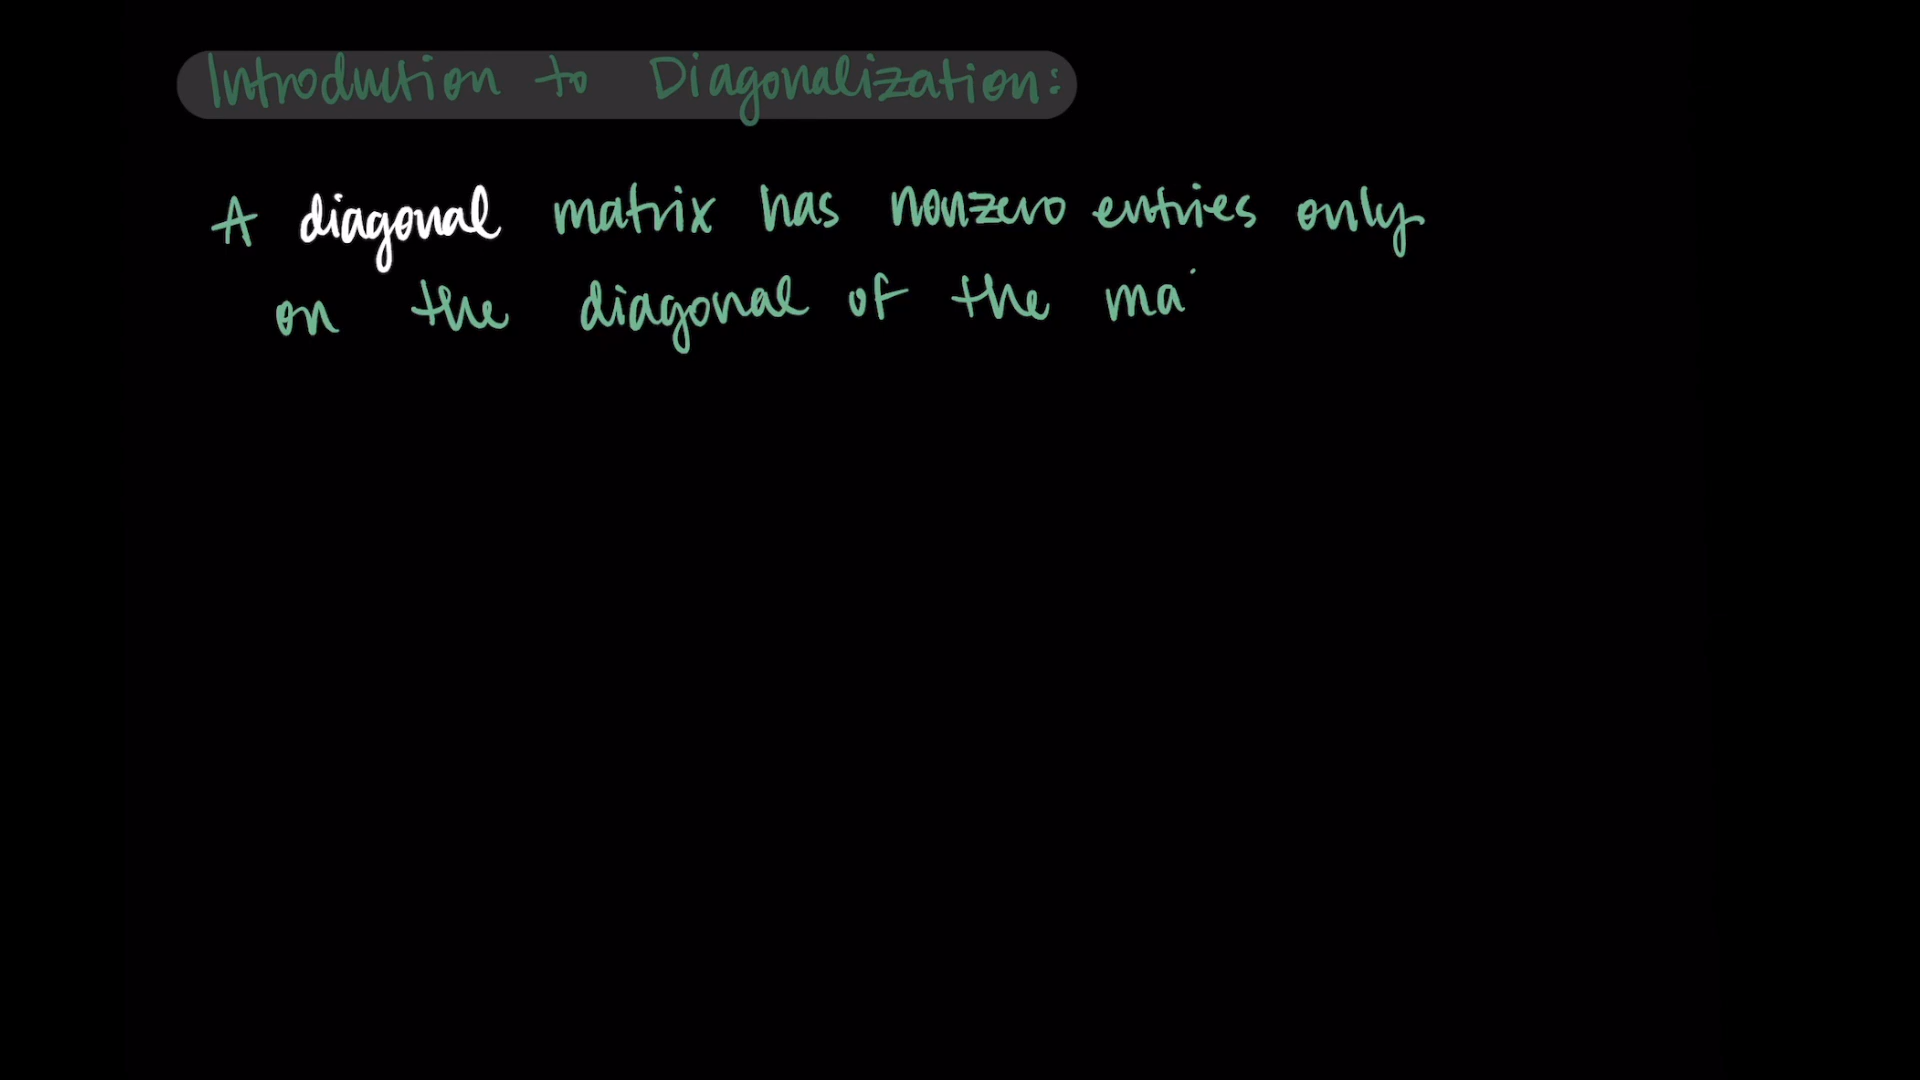 Introduction to Diagonalization:
A diagonal matrix has nonzero entries only
on the diagonal of the ma